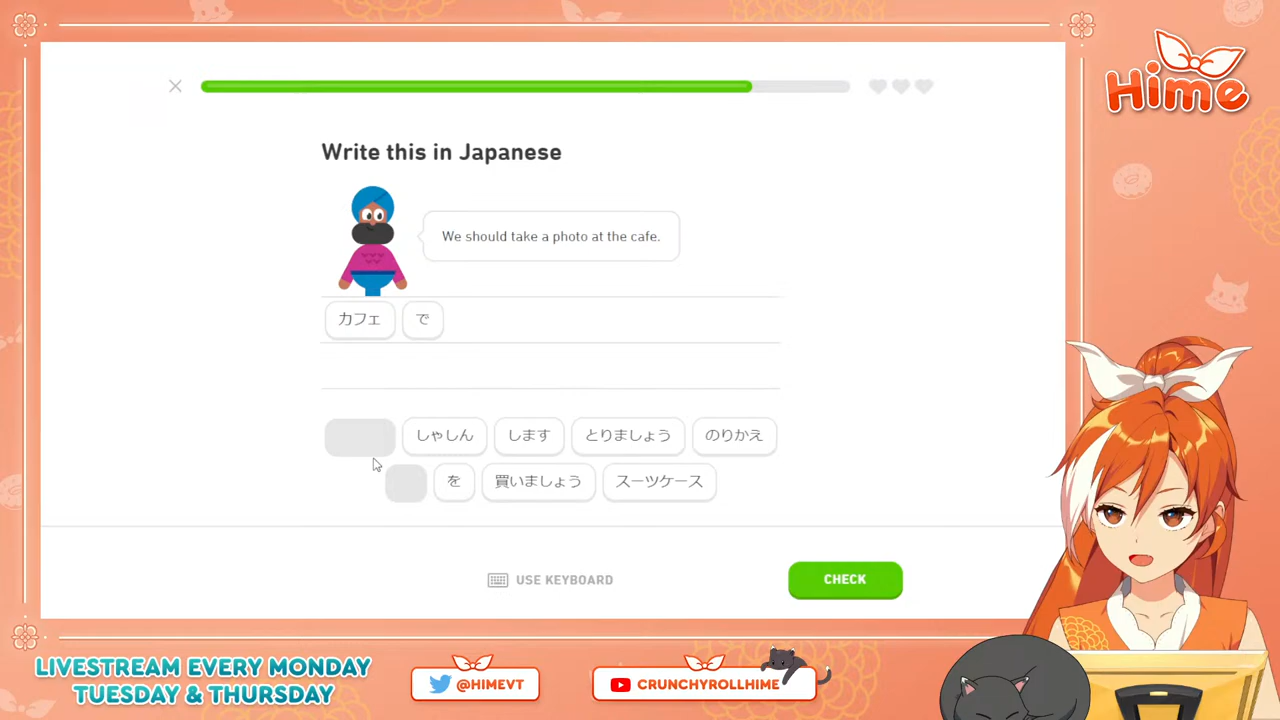 Hime
Write this in Japanese
We should take a photo at the cafe.
カフェ で
しゃしん します とりましょう のりかえ
を 買いましょう スーツケース
USE KEYBOARD
CHECK
LIVESTREAM EVERY MONDAY
TUESDAY & THURSDAY
@HIMEVT
CRUNCHYROLLHIME